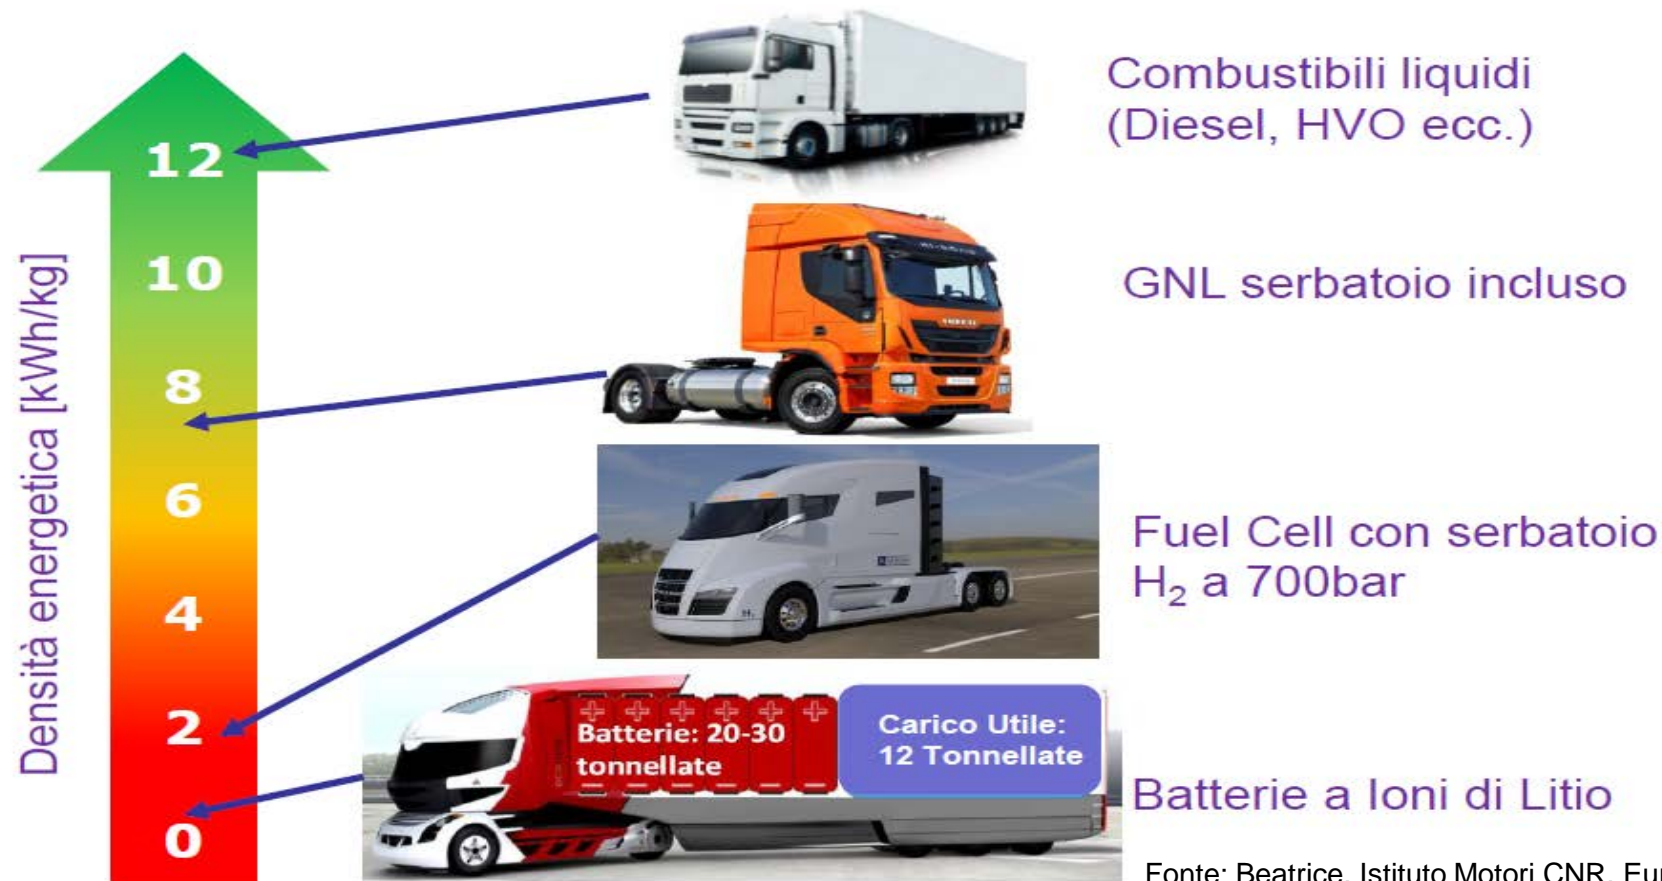 Combustibili liquidi
(Diesel, HVO ecc.)
12
10
GNL serbatoio incluso
8
6
Fuel Cell con serbatoio
H₂ a 700bar
4
2
Densità energetica [kWh/kg]
Batterie: 20-30
tonnellate
Carico Utile:
12 Tonnellate
Batterie a Ioni di Litio
0
Fonte: Beatrice, Istituto Motori CNR,